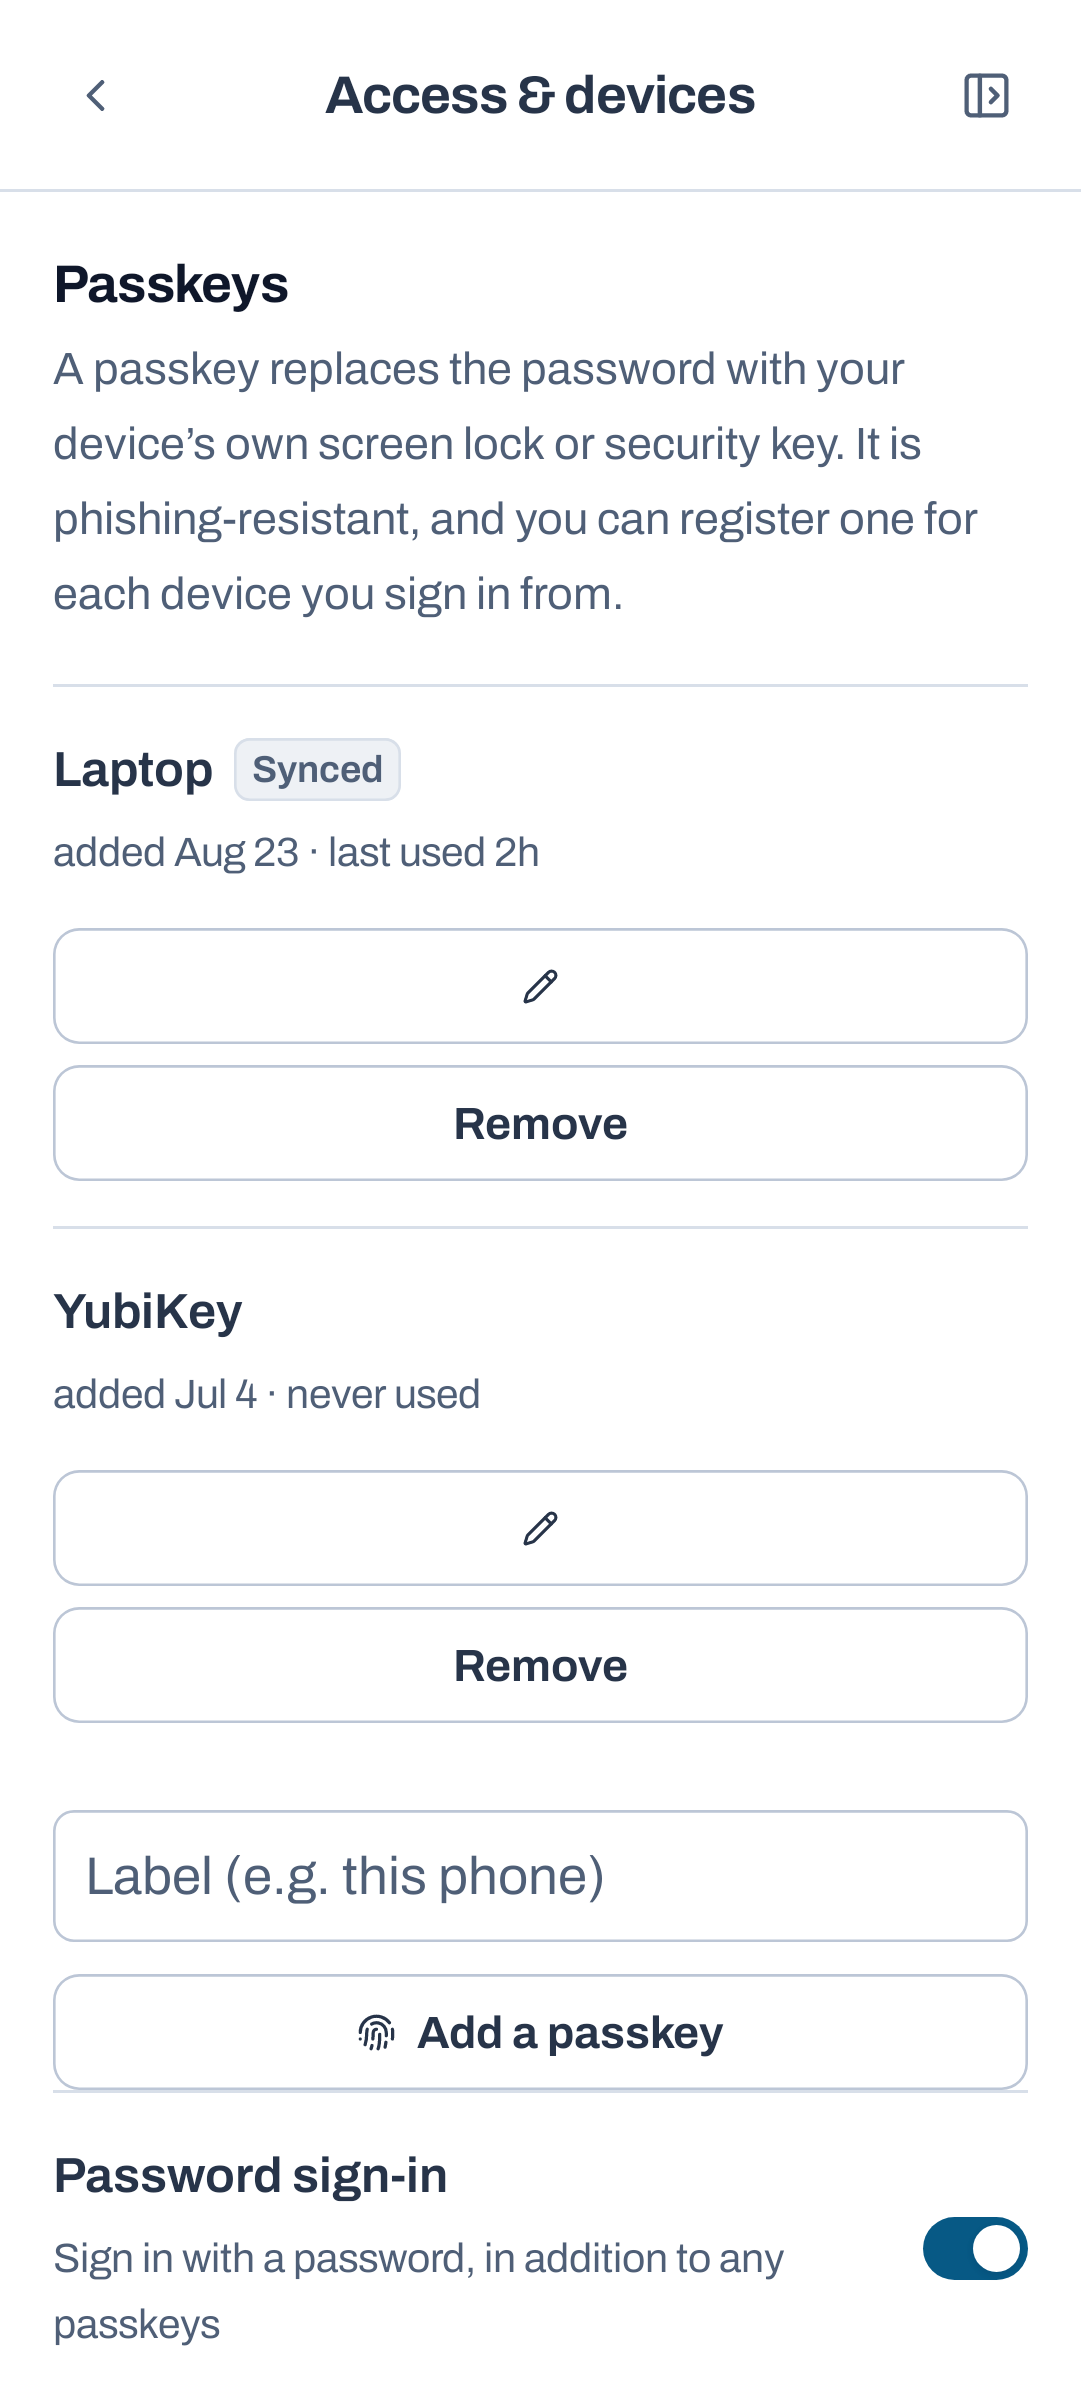 Access & devices
Passkeys
A passkey replaces the password with your
device’s own screen lock or security key. It is
phishing-resistant, and you can register one for
each device you sign in from.
Laptop Synced
added Aug 23 · last used 2h
Remove
YubiKey
added Jul 4 · never used
Remove
Label (e.g. this phone)
Add a passkey
Password sign-in
Sign in with a password, in addition to any
passkeys